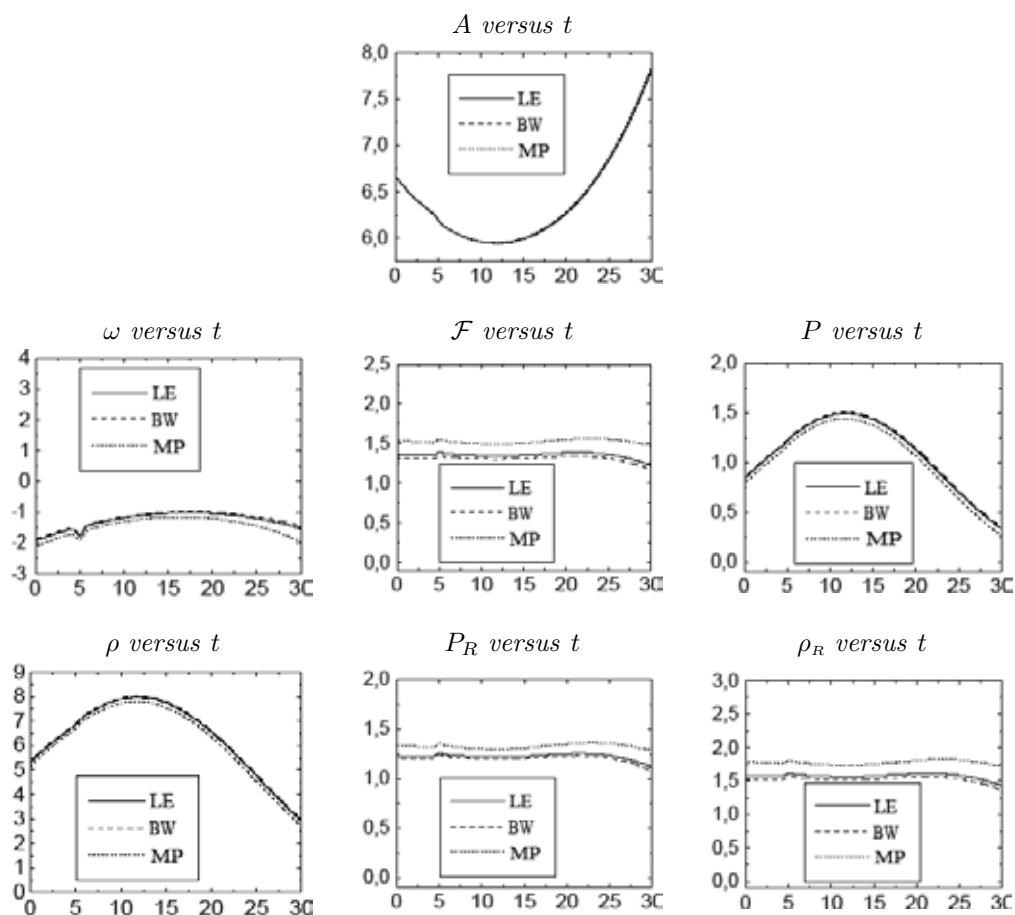 A versus t
8,0
7,5
7,0
6,5
6,0
LE
BW
MP
0 5 10 15 20 25 30
ω versus t
4
3
2
1
0
-1
-2
-3
LE
BW
MP
0 5 10 15 20 25 30
ℱ versus t
2,5
2,0
1,5
1,0
0,5
0,0
LE
BW
MP
0 5 10 15 20 25 30
P versus t
2,0
1,5
1,0
0,5
0,0
LE
BW
MP
0 5 10 15 20 25 30
ρ versus t
9
8
7
6
5
4
3
2
1
0
LE
BW
MP
0 5 10 15 20 25 30
P_R versus t
2,0
1,5
1,0
0,5
0,0
LE
BW
MP
0 5 10 15 20 25 30
ρ_R versus t
3,0
2,5
2,0
1,5
1,0
0,5
0,0
LE
BW
MP
0 5 10 15 20 25 30